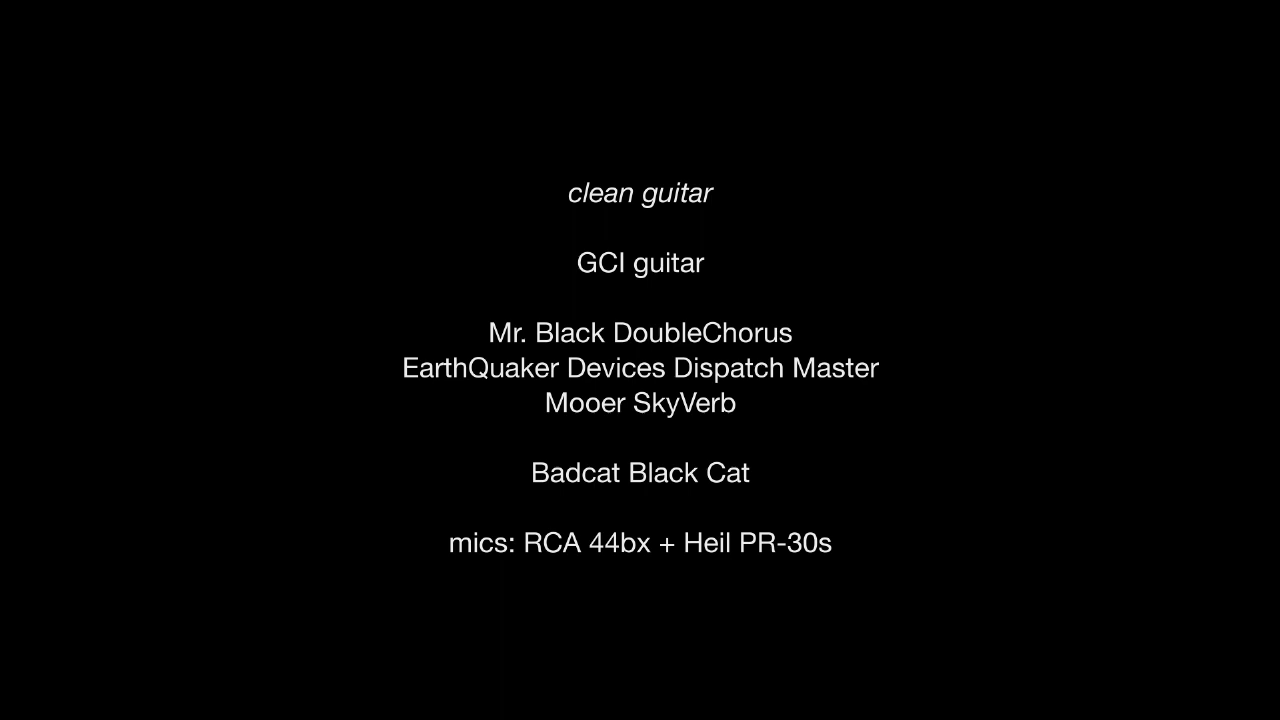 clean guitar
GCI guitar
Mr. Black DoubleChorus
EarthQuaker Devices Dispatch Master
Mooer SkyVerb
Badcat Black Cat
mics: RCA 44bx + Heil PR-30s